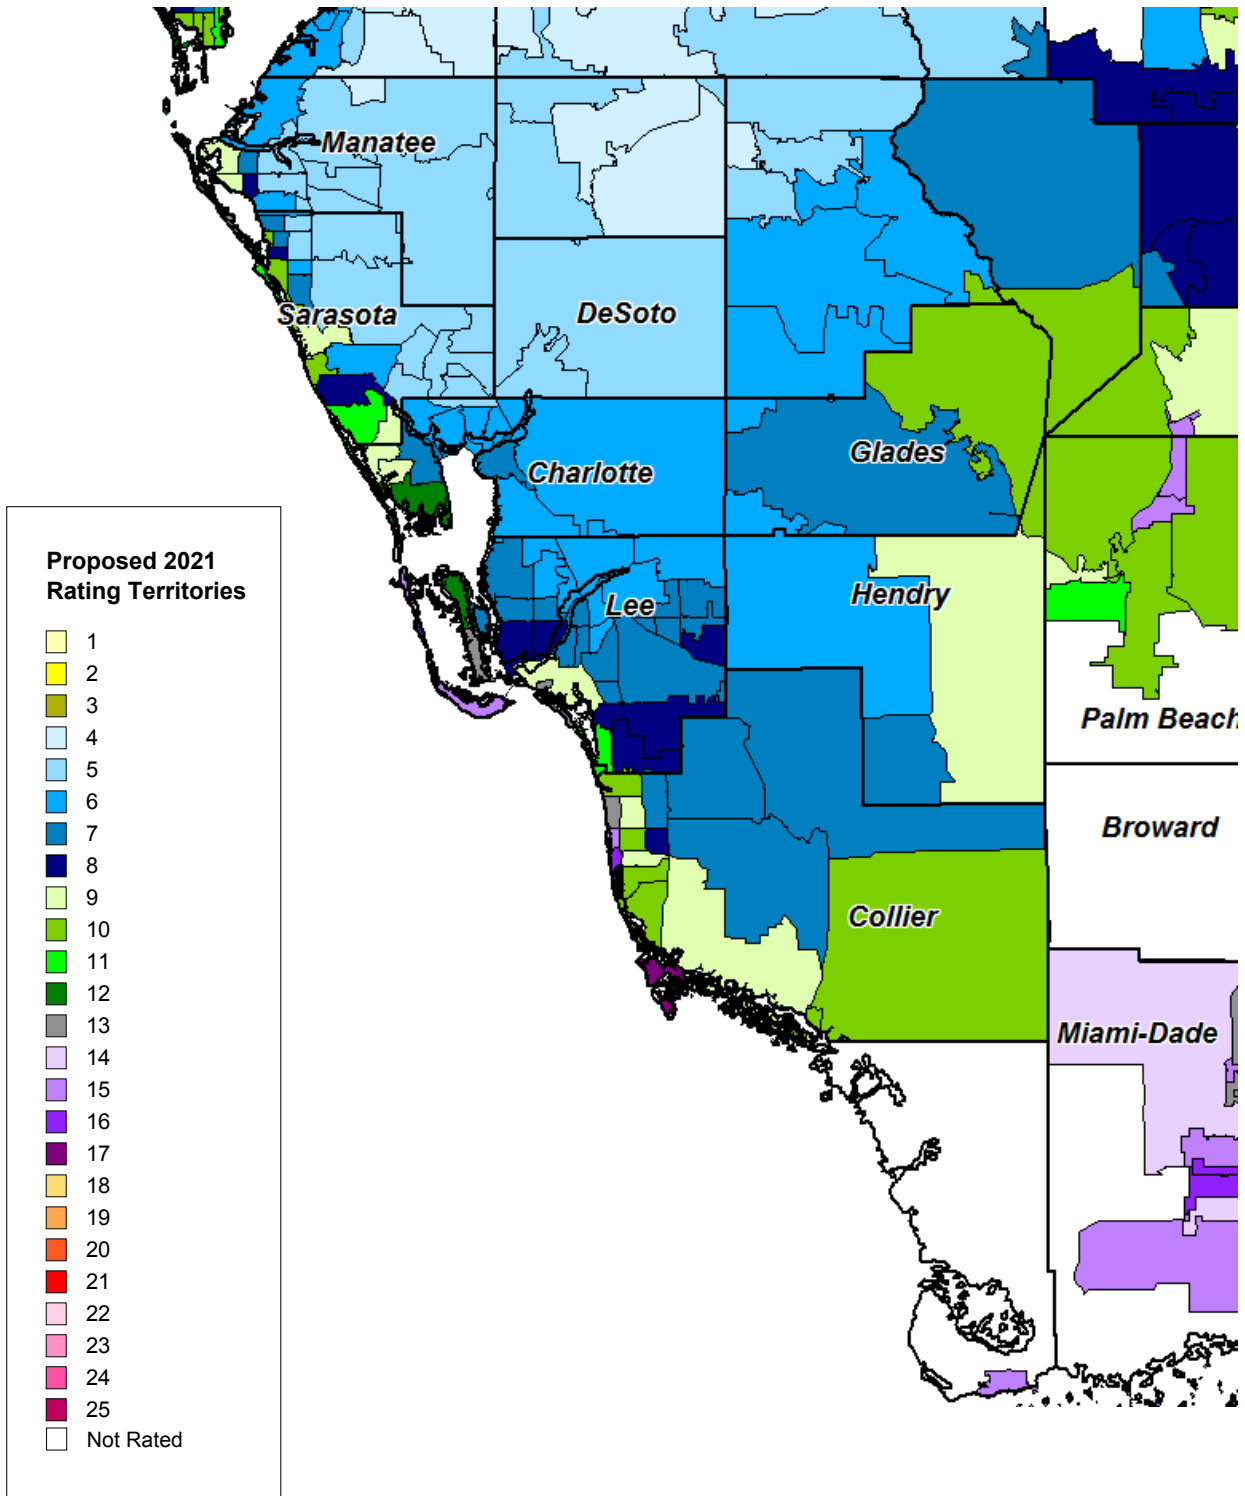 Manatee
Sarasota
DeSoto
Charlotte
Glades
Lee
Hendry
Palm Beach
Broward
Collier
Miami-Dade
Proposed 2021
Rating Territories
1
2
3
4
5
6
7
8
9
10
11
12
13
14
15
16
17
18
19
20
21
22
23
24
25
Not Rated